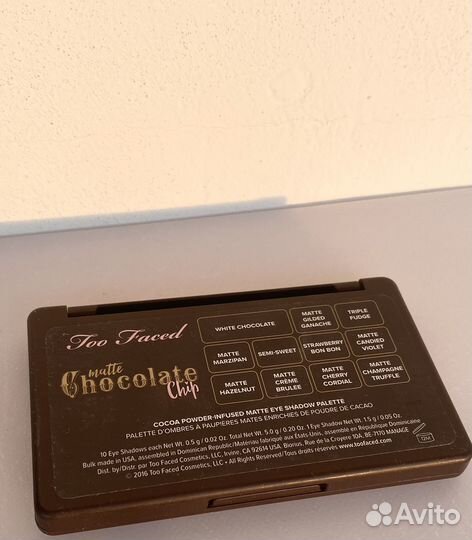 Too Faced
matte
Chocolate
Chip
WHITE CHOCOLATE
MATTE
GILDED
GANACHE
TRIPLE
FUDGE
MATTE
MARZIPAN
SEMI-SWEET
STRAWBERRY
BON BON
MATTE
CANDIED
VIOLET
MATTE
HAZELNUT
MATTE
CRÈME
BRULEE
MATTE
CHERRY
CORDIAL
MATTE
CHAMPAGNE
TRUFFLE
COCOA POWDER-INFUSED MATTE EYE SHADOW PALETTE
PALETTE D'OMBRES À PAUPIÈRES MATES ENRICHIES DE POUDRE DE CACAO
10 Eye Shadows each Net Wt. 0.5 g / 0.02 Oz. Total Net Wt. 5.0 g / 0.20 Oz. 1 Eye Shadow Net Wt. 1.5 g / 0.05 Oz.
Bulk made in USA, assembled in Dominican Republic/Matériau fabriqué aux États-Unis, assemblé en République Dominicaine
Dist. by/Distr. par Too Faced Cosmetics, LLC, Irvine, CA 92614 USA. Biorius, Rue de la Croyere 10A, BE-7170 MANAGE
© 2016 Too Faced Cosmetics, LLC • All Rights Reserved/Tous droits réservés www.toofaced.com
12M
Avito